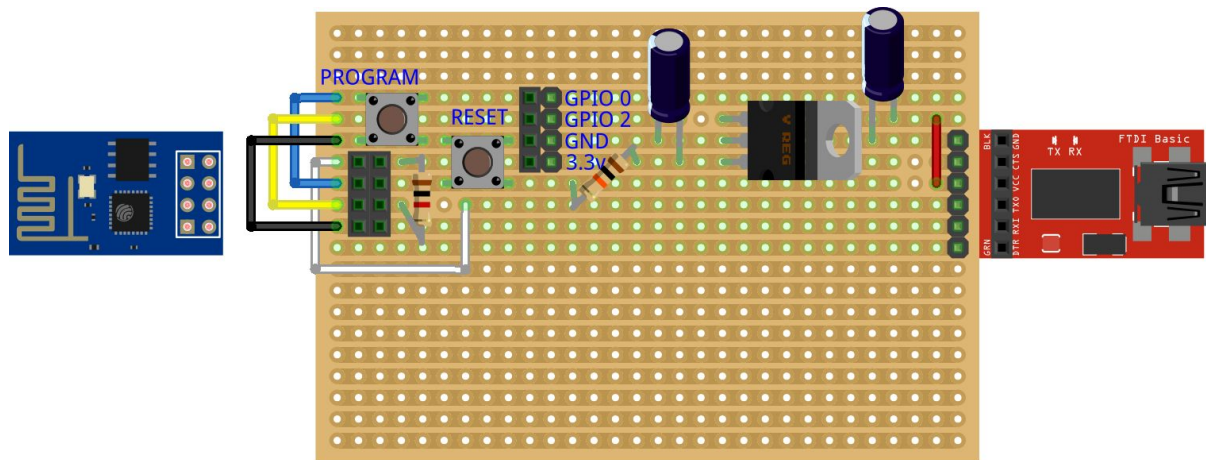 PROGRAM
RESET
GPIO 0
GPIO 2
GND
3.3v
V REG
BLK
GND
CTS
VCC
TXO
RXI
DTR
GRN
TX RX
FTDI Basic